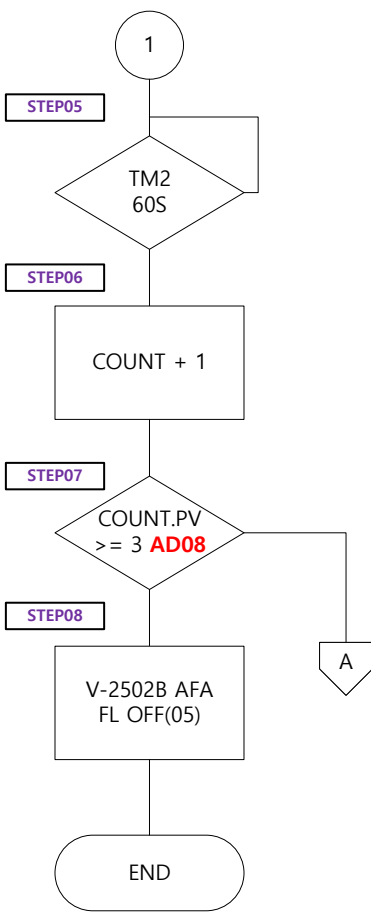 1
STEP05
TM2
60S
STEP06
COUNT + 1
STEP07
COUNT.PV
>= 3 AD08
STEP08
A
V-2502B AFA
FL OFF(05)
END